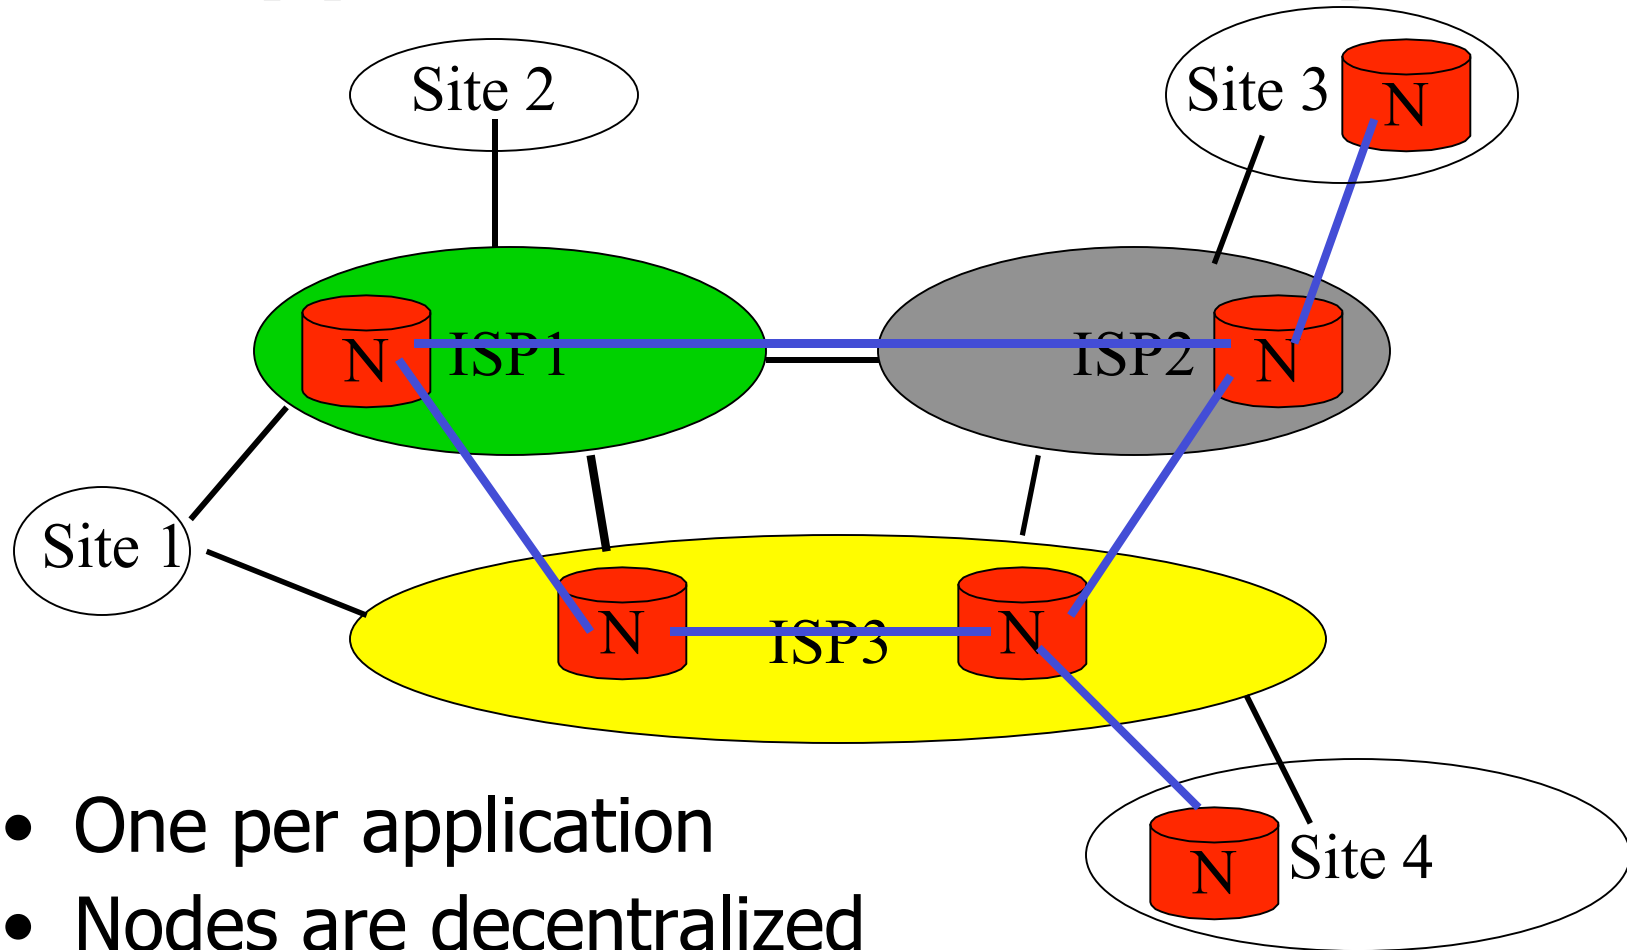 Site 2
Site 3 N
N ISP1 ISP2 N
Site 1
N ISP3 N
N Site 4
• One per application
• Nodes are decentralized